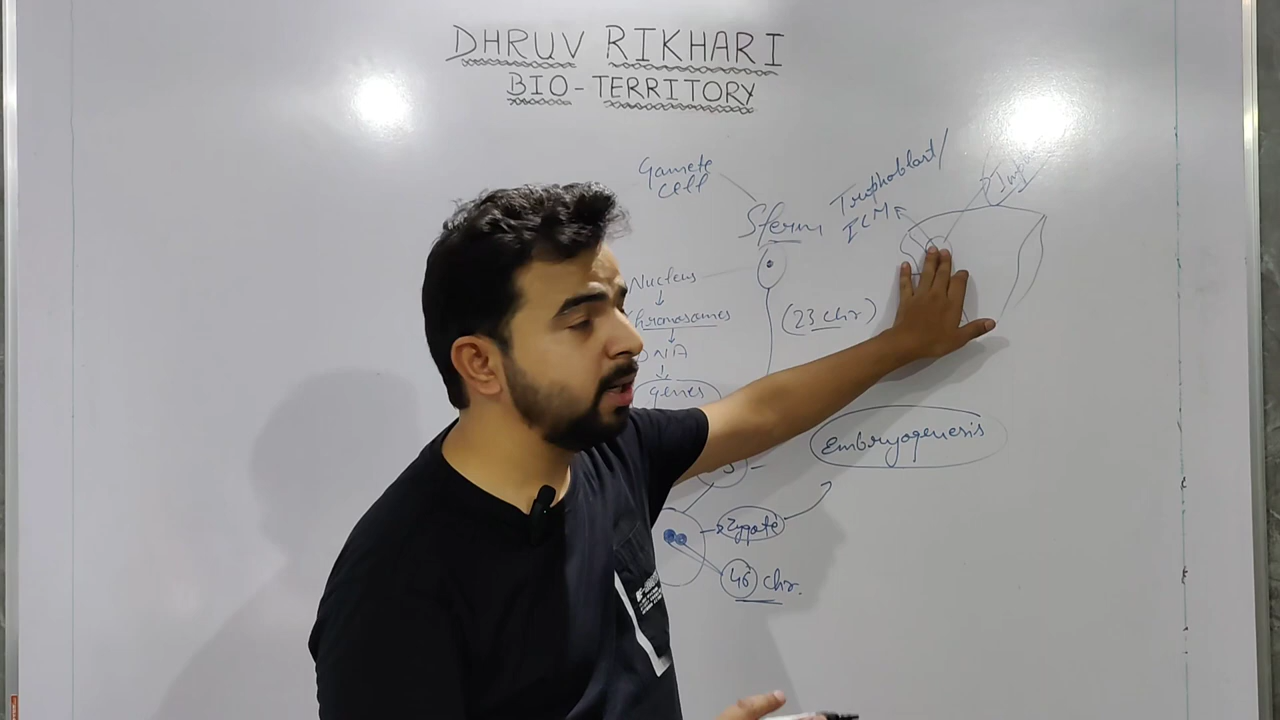 DHRUV RIKHARI
BIO-TERRITORY
Gamete
cell
Sperm
Trophoblast/
ICM
Nucleus
↓
Chromosomes
↓
DNA
↓
genes
(23 chr)
Embryogenesis
Zygote
46 chr.